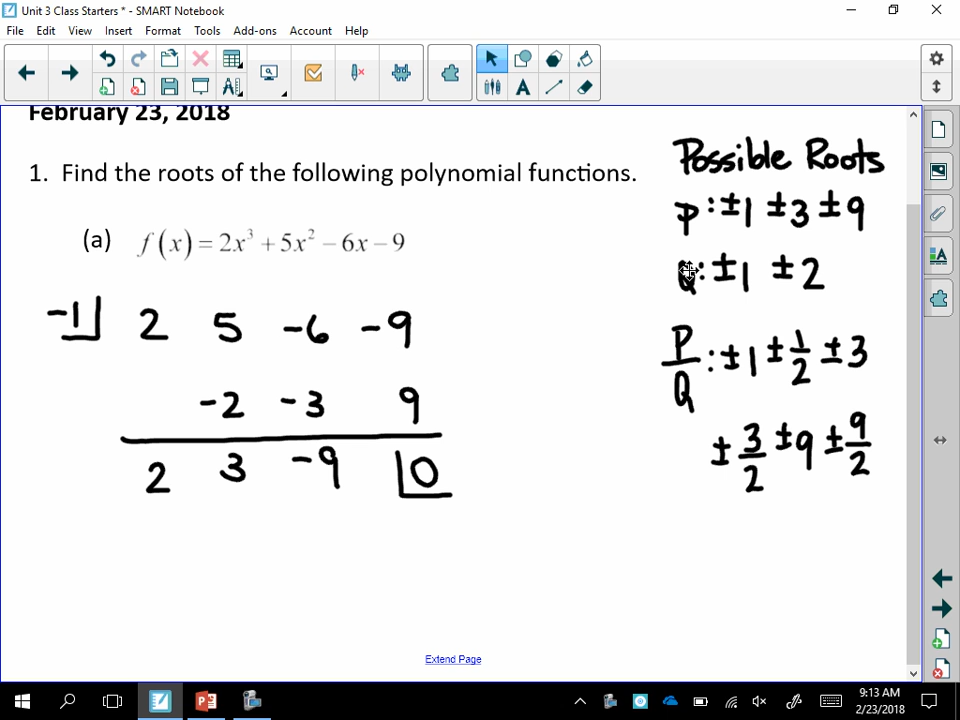 Unit 3 Class Starters * - SMART Notebook
File Edit View Insert Format Tools Add-ons Account Help
February 23, 2018
1. Find the roots of the following polynomial functions.
(a) f(x) = 2x³ + 5x² − 6x − 9
-1 2 5 -6 -9
-2 -3 9
2 3 -9 0
Possible Roots
P: ±1 ±3 ±9
Q: ±1 ±2
P/Q: ±1 ±1/2 ±3
±3/2 ±9 ±9/2
Extend Page
9:13 AM
2/23/2018